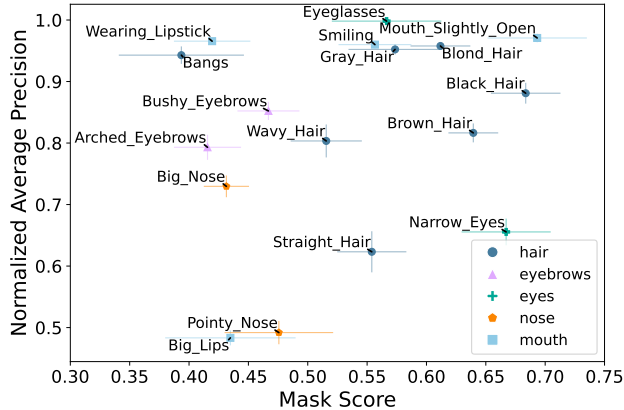 Normalized Average Precision
1.0
0.9
0.8
0.7
0.6
0.5
Eyeglasses
Wearing_Lipstick
Mouth_Slightly_Open
Smiling
Bangs
Gray_Hair
Blond_Hair
Black_Hair
Bushy_Eyebrows
Arched_Eyebrows
Wavy_Hair
Brown_Hair
Big_Nose
Narrow_Eyes
Straight_Hair
Pointy_Nose
Big_Lips
hair
eyebrows
eyes
nose
mouth
0.30 0.35 0.40 0.45 0.50 0.55 0.60 0.65 0.70 0.75
Mask Score